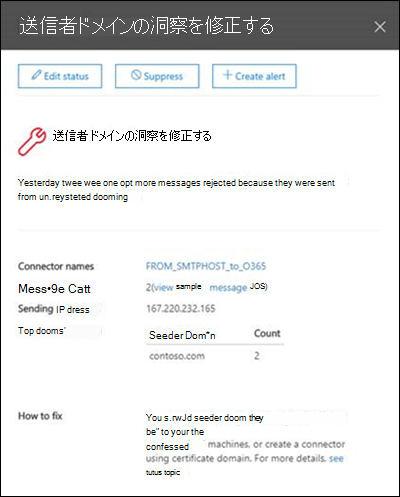 送信者ドメインの洞察を修正する
Edit status
Suppress
Create alert
送信者ドメインの洞察を修正する
Yesterday twee wee one opt more messages rejected because they were sent
from un.reysteted dooming
Connector names FROM_SMTPHOST_to_O365
Mess•9e Catt 2(view sample message JOS)
Sending IP dress 167.220.232.165
Top dooms'
Seeder Dom*n Count
contoso.com 2
How to fix
You s.rwJd seeder doom they
be" to your the
confessed machines, or create a connector
using certificate domain. For more details, see
tutus topic